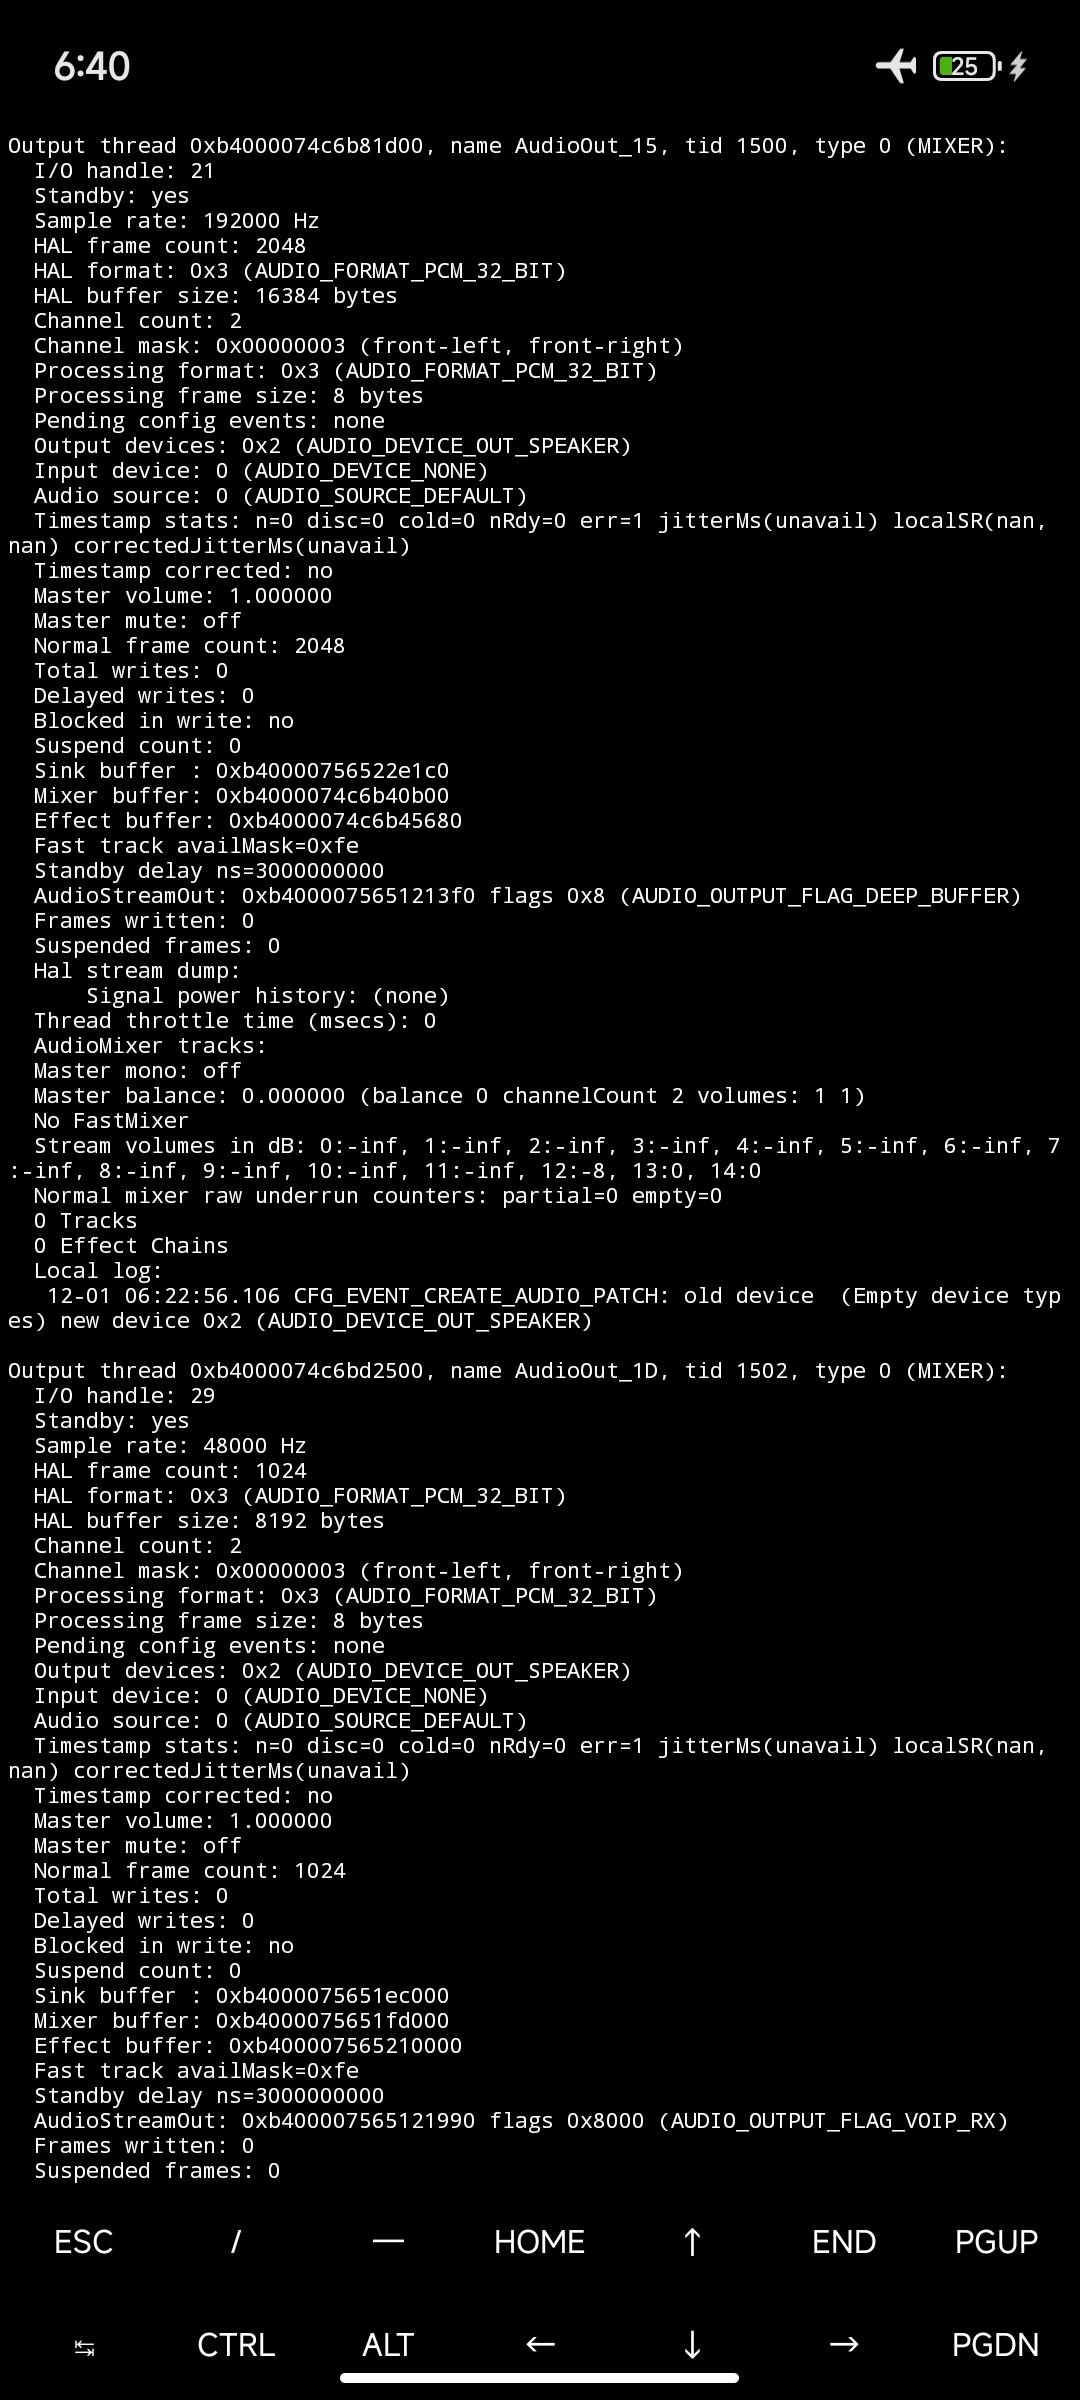 6:40
25
Output thread 0xb4000074c6b81d00, name AudioOut_15, tid 1500, type 0 (MIXER):
  I/O handle: 21
  Standby: yes
  Sample rate: 192000 Hz
  HAL frame count: 2048
  HAL format: 0x3 (AUDIO_FORMAT_PCM_32_BIT)
  HAL buffer size: 16384 bytes
  Channel count: 2
  Channel mask: 0x00000003 (front-left, front-right)
  Processing format: 0x3 (AUDIO_FORMAT_PCM_32_BIT)
  Processing frame size: 8 bytes
  Pending config events: none
  Output devices: 0x2 (AUDIO_DEVICE_OUT_SPEAKER)
  Input device: 0 (AUDIO_DEVICE_NONE)
  Audio source: 0 (AUDIO_SOURCE_DEFAULT)
  Timestamp stats: n=0 disc=0 cold=0 nRdy=0 err=1 jitterMs(unavail) localSR(nan,
nan) correctedJitterMs(unavail)
  Timestamp corrected: no
  Master volume: 1.000000
  Master mute: off
  Normal frame count: 2048
  Total writes: 0
  Delayed writes: 0
  Blocked in write: no
  Suspend count: 0
  Sink buffer : 0xb40000756522e1c0
  Mixer buffer: 0xb4000074c6b40b00
  Effect buffer: 0xb4000074c6b45680
  Fast track availMask=0xfe
  Standby delay ns=3000000000
  AudioStreamOut: 0xb4000075651213f0 flags 0x8 (AUDIO_OUTPUT_FLAG_DEEP_BUFFER)
  Frames written: 0
  Suspended frames: 0
  Hal stream dump:
      Signal power history: (none)
  Thread throttle time (msecs): 0
  AudioMixer tracks:
  Master mono: off
  Master balance: 0.000000 (balance 0 channelCount 2 volumes: 1 1)
  No FastMixer
  Stream volumes in dB: 0:-inf, 1:-inf, 2:-inf, 3:-inf, 4:-inf, 5:-inf, 6:-inf, 7
:-inf, 8:-inf, 9:-inf, 10:-inf, 11:-inf, 12:-8, 13:0, 14:0
  Normal mixer raw underrun counters: partial=0 empty=0
  0 Tracks
  0 Effect Chains
  Local log:
   12-01 06:22:56.106 CFG_EVENT_CREATE_AUDIO_PATCH: old device  (Empty device typ
es) new device 0x2 (AUDIO_DEVICE_OUT_SPEAKER)
Output thread 0xb4000074c6bd2500, name AudioOut_1D, tid 1502, type 0 (MIXER):
  I/O handle: 29
  Standby: yes
  Sample rate: 48000 Hz
  HAL frame count: 1024
  HAL format: 0x3 (AUDIO_FORMAT_PCM_32_BIT)
  HAL buffer size: 8192 bytes
  Channel count: 2
  Channel mask: 0x00000003 (front-left, front-right)
  Processing format: 0x3 (AUDIO_FORMAT_PCM_32_BIT)
  Processing frame size: 8 bytes
  Pending config events: none
  Output devices: 0x2 (AUDIO_DEVICE_OUT_SPEAKER)
  Input device: 0 (AUDIO_DEVICE_NONE)
  Audio source: 0 (AUDIO_SOURCE_DEFAULT)
  Timestamp stats: n=0 disc=0 cold=0 nRdy=0 err=1 jitterMs(unavail) localSR(nan,
nan) correctedJitterMs(unavail)
  Timestamp corrected: no
  Master volume: 1.000000
  Master mute: off
  Normal frame count: 1024
  Total writes: 0
  Delayed writes: 0
  Blocked in write: no
  Suspend count: 0
  Sink buffer : 0xb4000075651ec000
  Mixer buffer: 0xb4000075651fd000
  Effect buffer: 0xb400007565210000
  Fast track availMask=0xfe
  Standby delay ns=3000000000
  AudioStreamOut: 0xb400007565121990 flags 0x8000 (AUDIO_OUTPUT_FLAG_VOIP_RX)
  Frames written: 0
  Suspended frames: 0
ESC / — HOME ↑ END PGUP
↹ CTRL ALT ← ↓ → PGDN